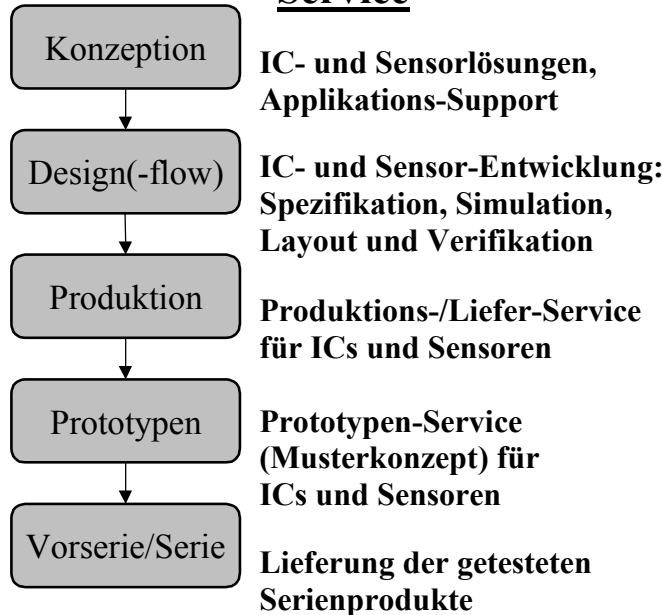 Service
Konzeption
IC- und Sensorlösungen,
Applikations-Support
Design(-flow)
IC- und Sensor-Entwicklung:
Spezifikation, Simulation,
Layout und Verifikation
Produktion
Produktions-/Liefer-Service
für ICs und Sensoren
Prototypen
Prototypen-Service
(Musterkonzept) für
ICs und Sensoren
Vorserie/Serie
Lieferung der getesteten
Serienprodukte